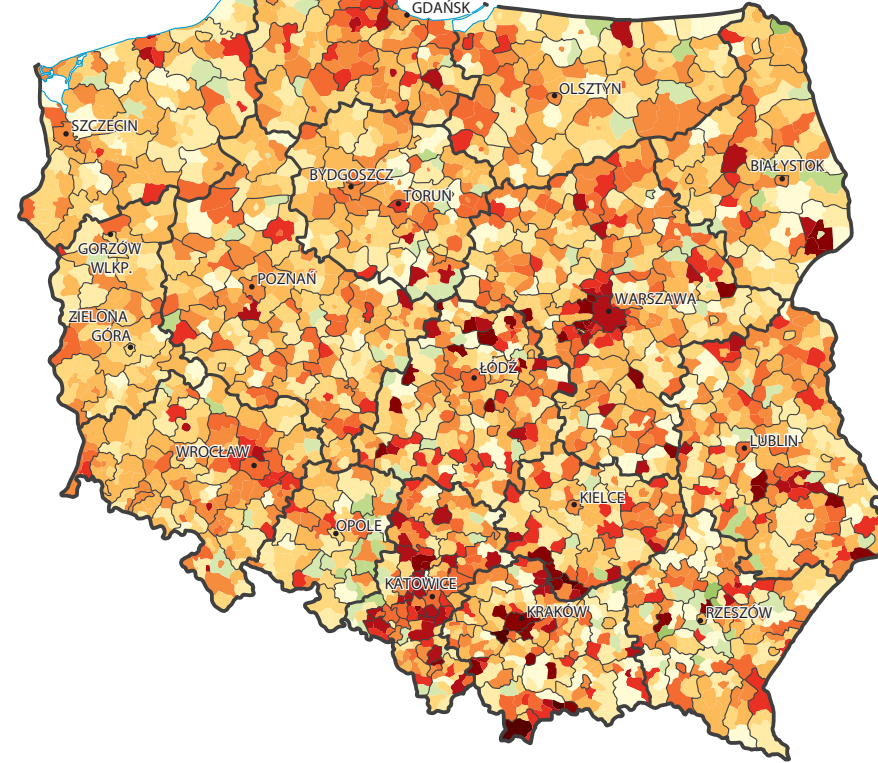 GDAŃSK
OLSZTYN
SZCZECIN
BIAŁYSTOK
BYDGOSZCZ
TORUŃ
GORZÓW
WLKP.
POZNAŃ
WARSZAWA
ZIELONA
GÓRA
ŁÓDŹ
LUBLIN
WROCŁAW
KIELCE
OPOLE
KATOWICE
KRAKÓW
RZESZÓW